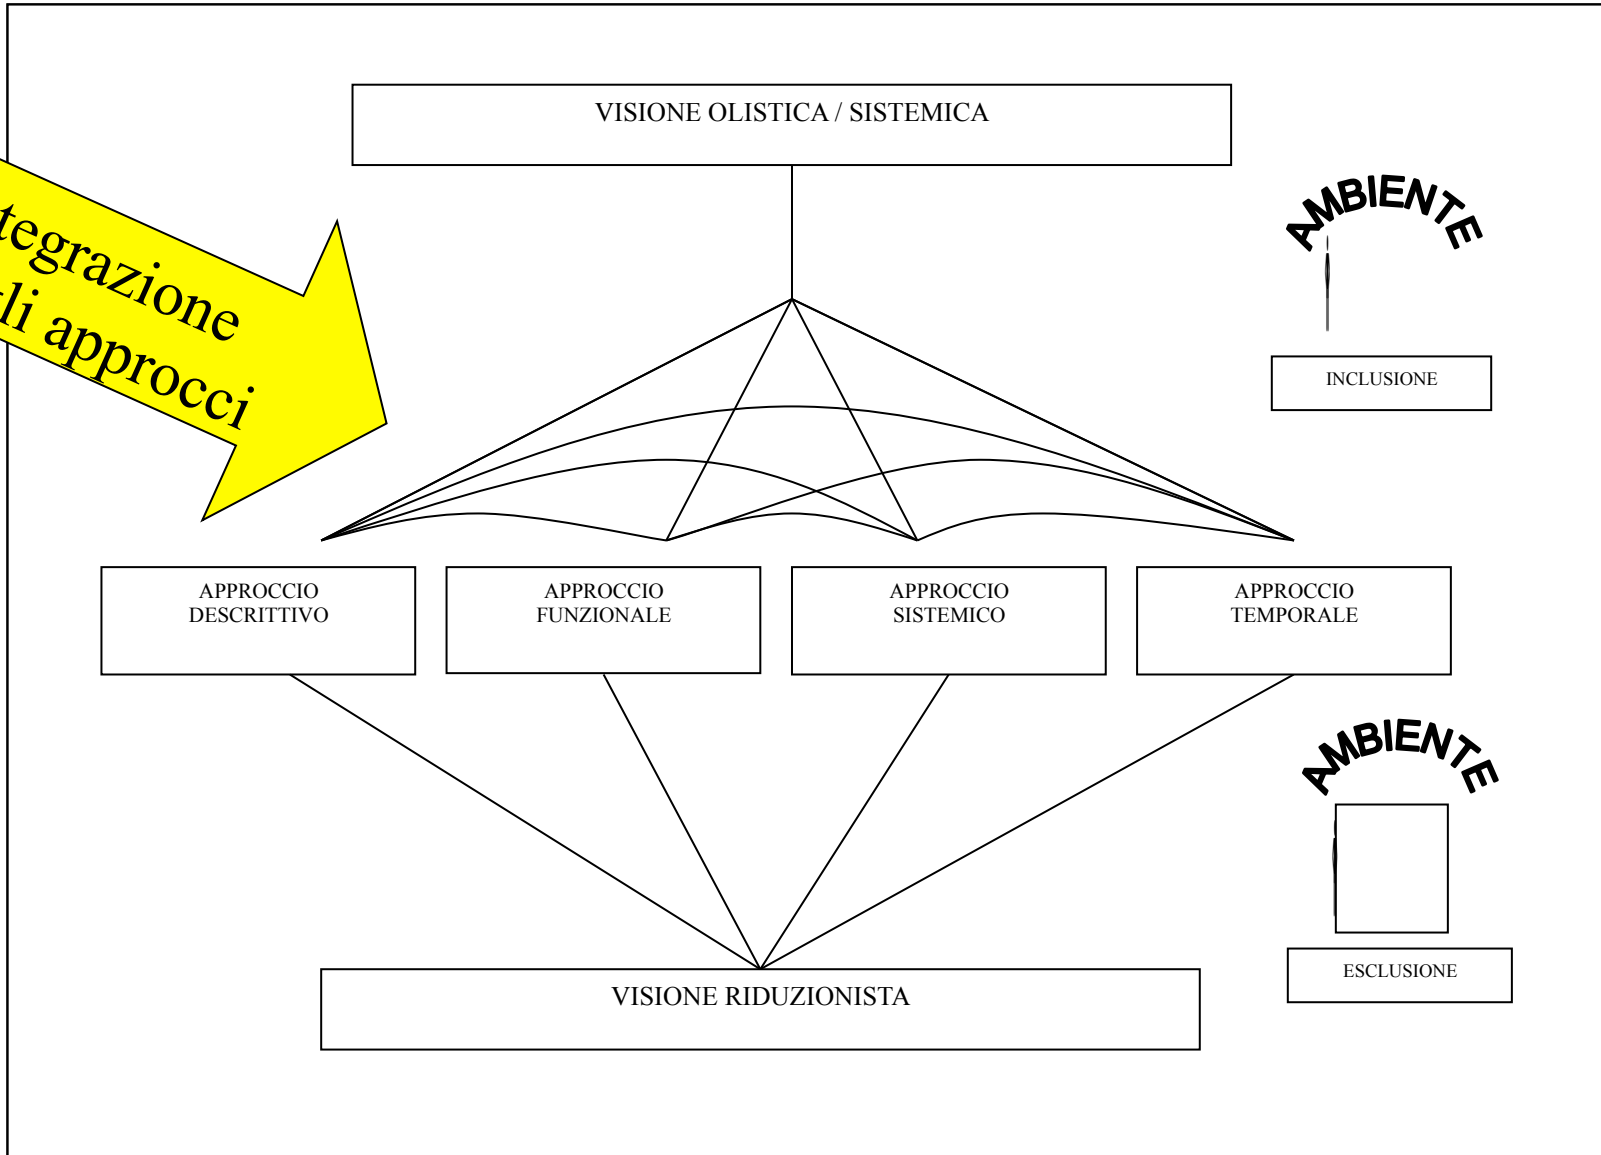 VISIONE OLISTICA / SISTEMICA
AMBIENTE
tegrazione
li approcci
INCLUSIONE
APPROCCIO
DESCRITTIVO
APPROCCIO
FUNZIONALE
APPROCCIO
SISTEMICO
APPROCCIO
TEMPORALE
AMBIENTE
ESCLUSIONE
VISIONE RIDUZIONISTA